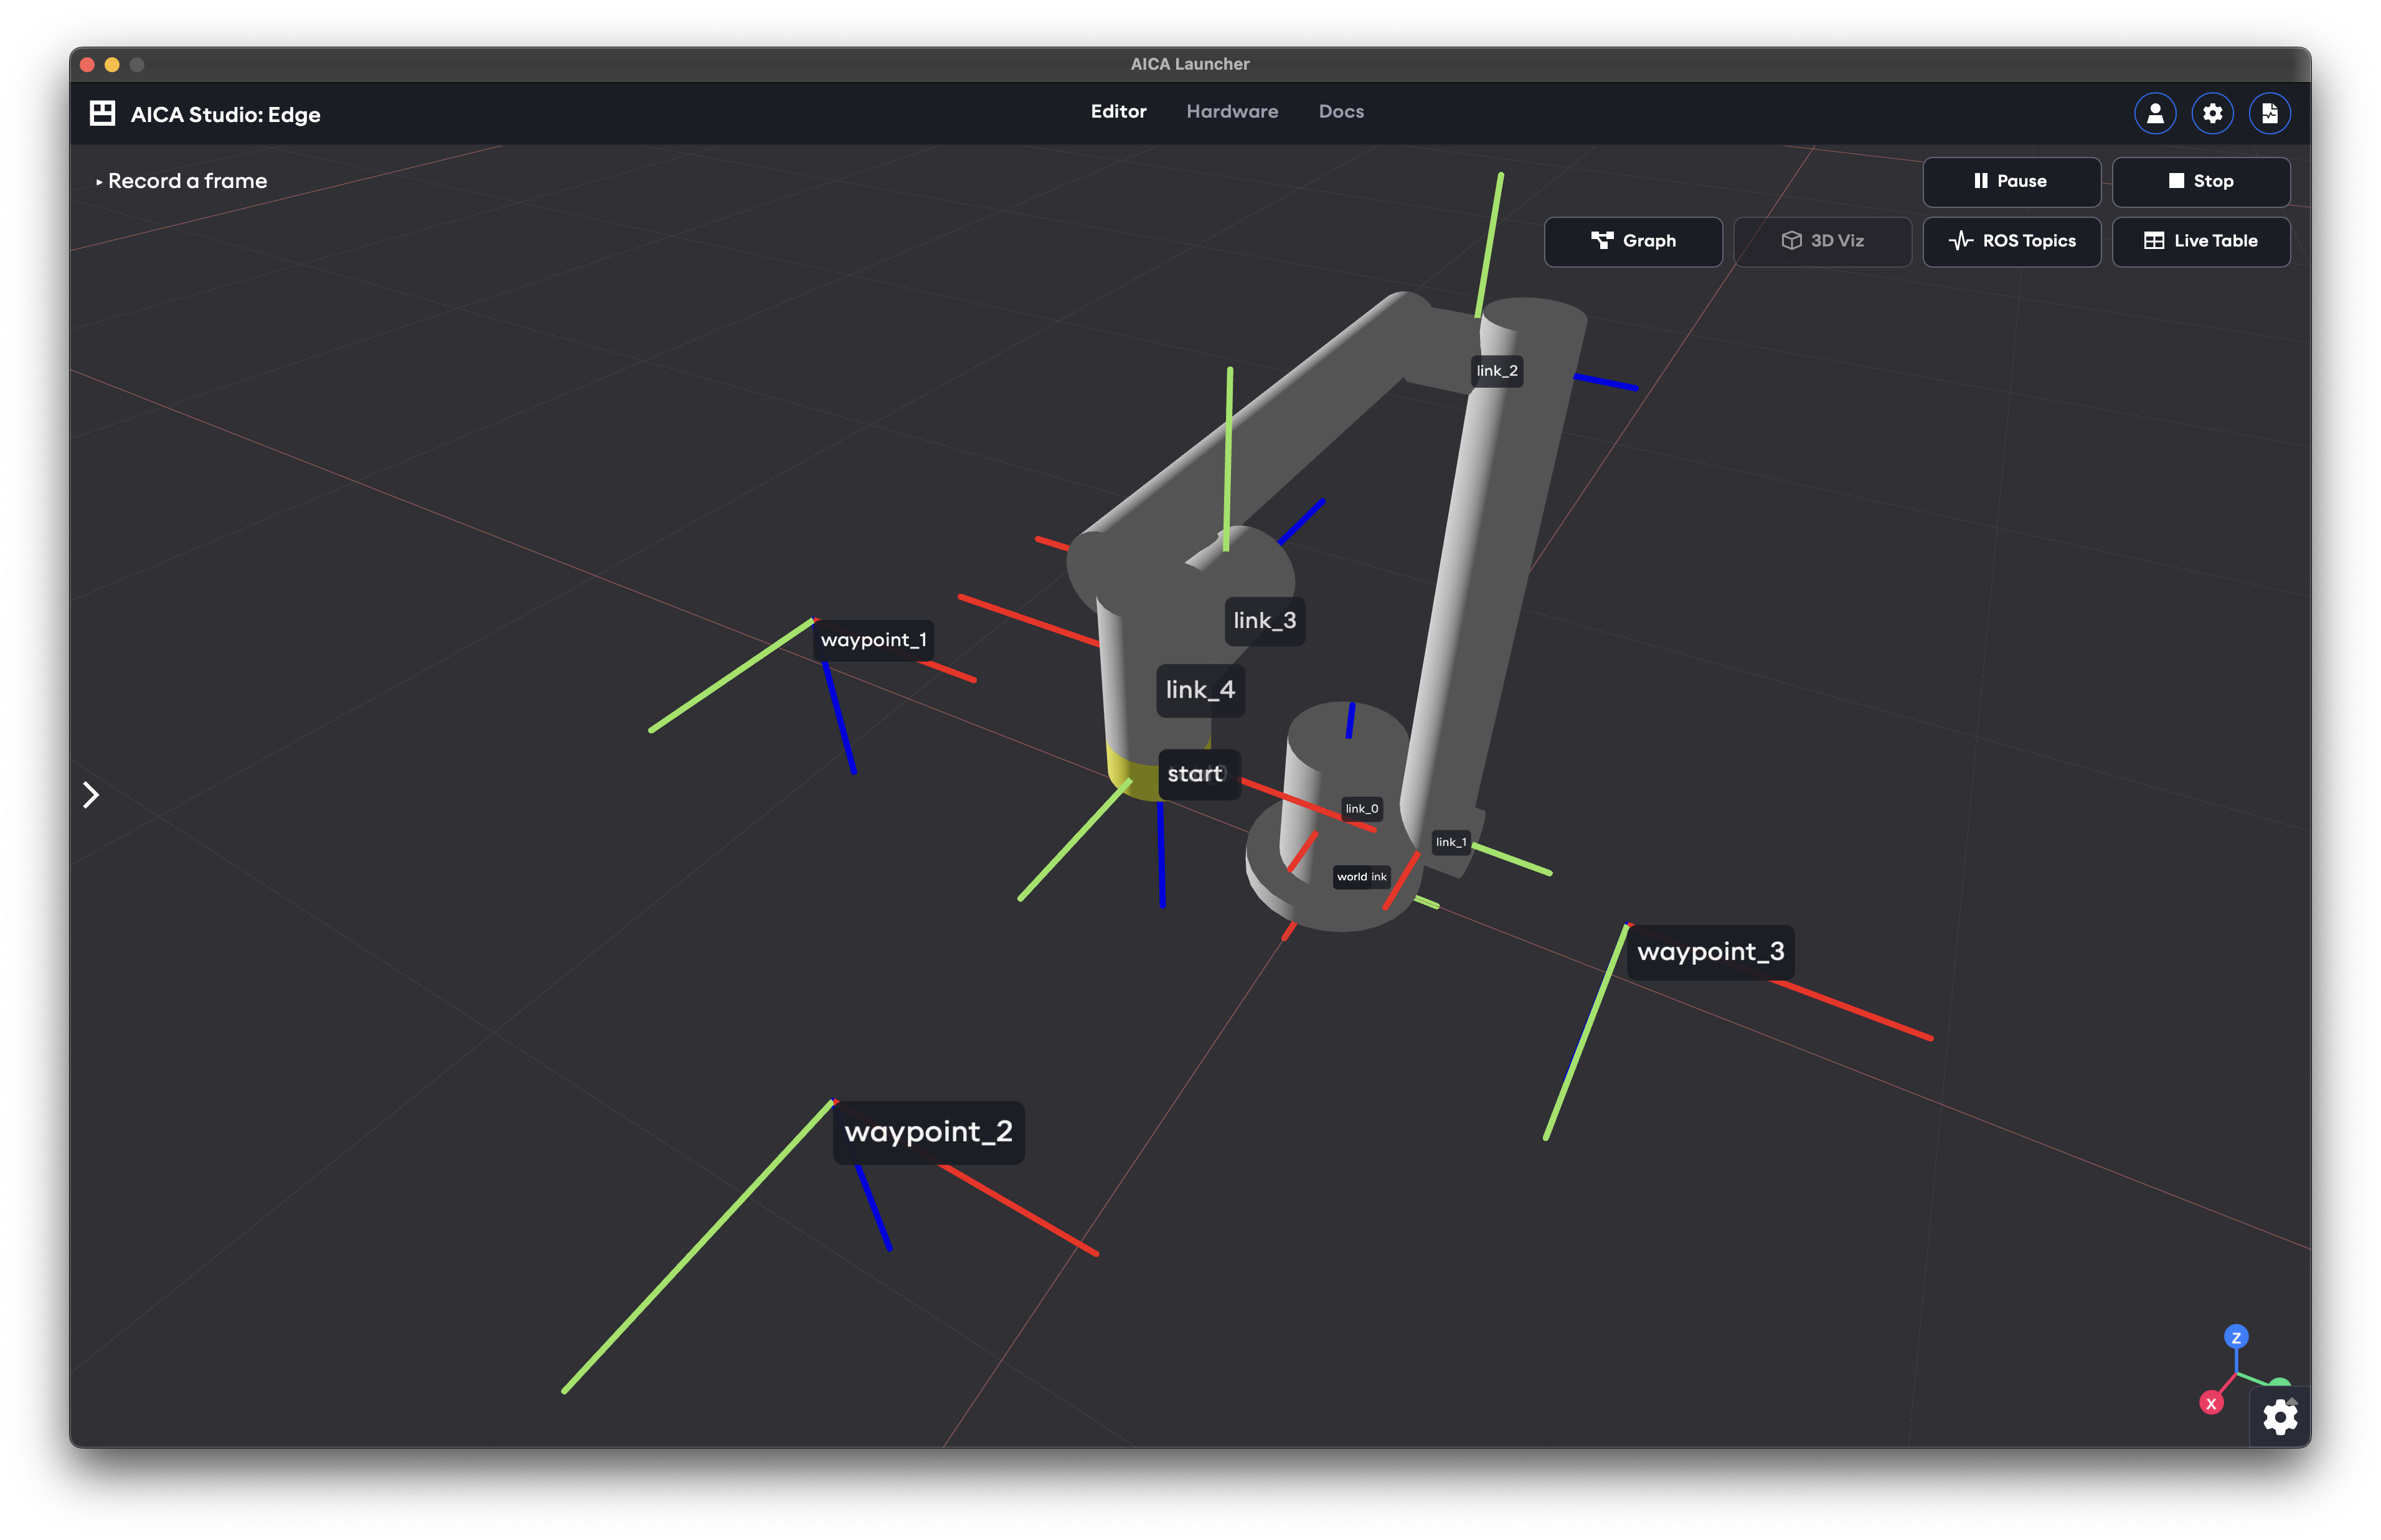 AICA Launcher
AICA Studio: Edge
Editor
Hardware
Docs
Record a frame
Pause
Stop
Graph
3D Viz
ROS Topics
Live Table
link_2
link_3
waypoint_1
link_4
start
link_0
link_1
world ink
waypoint_3
waypoint_2
Z
X